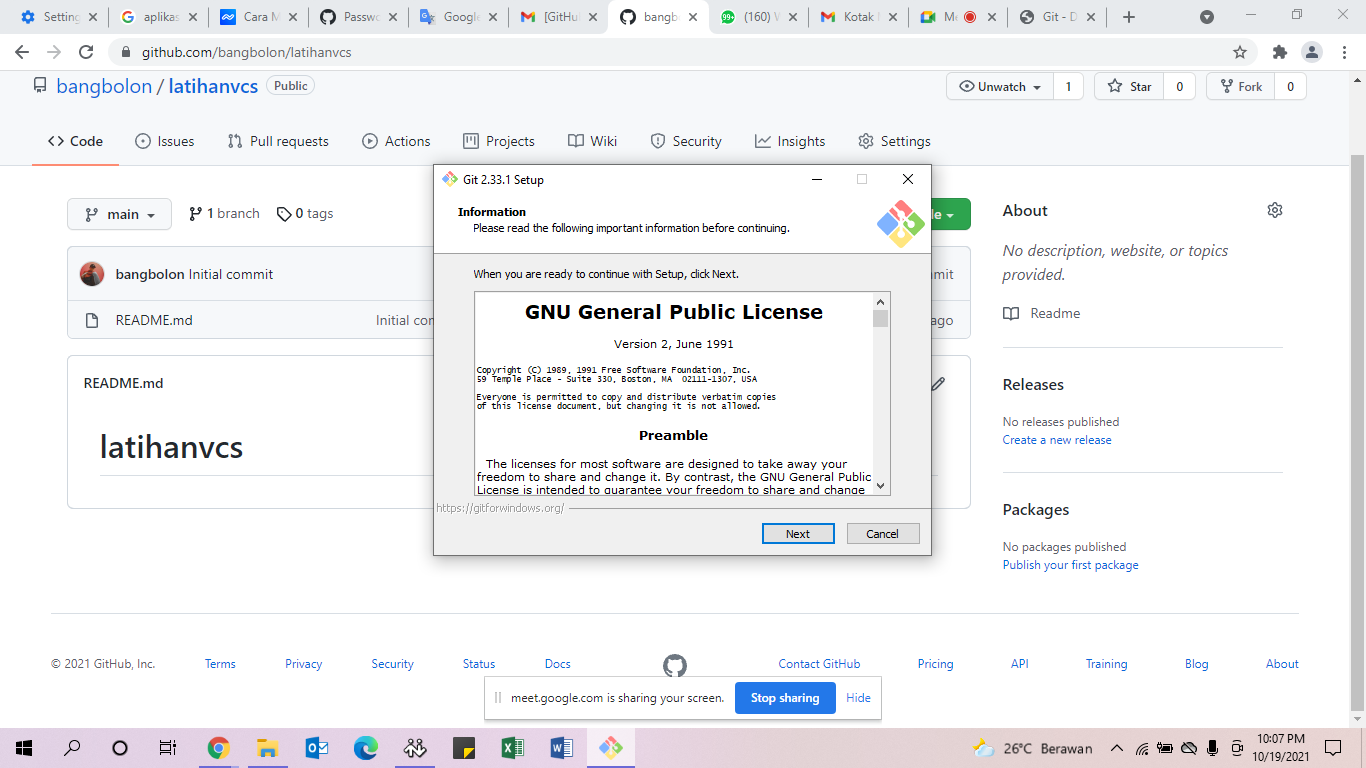 Setting
aplikas
Cara M
Passwo
Google
[GitHu
bangbo
(160) W
Kotak
M
Git - D
github.com/bangbolon/latihanvcs
bangbolon / latihanvcs Public
Unwatch 1
Star 0
Fork 0
Code
Issues
Pull requests
Actions
Projects
Wiki
Security
Insights
Settings
main
1 branch
0 tags
bangbolon Initial commit
README.md
Initial cor
ago
README.md
latihanvcs
Git 2.33.1 Setup
Information
Please read the following important information before continuing.
When you are ready to continue with Setup, click Next.
GNU General Public License
Version 2, June 1991
Copyright (C) 1989, 1991 Free Software Foundation, Inc.
59 Temple Place - Suite 330, Boston, MA 02111-1307, USA
Everyone is permitted to copy and distribute verbatim copies
of this license document, but changing it is not allowed.
Preamble
The licenses for most software are designed to take away your
freedom to share and change it. By contrast, the GNU General Public
License is intended to guarantee your freedom to share and change
https://gitforwindows.org/
Next
Cancel
About
No description, website, or topics
provided.
Readme
Releases
No releases published
Create a new release
Packages
No packages published
Publish your first package
© 2021 GitHub, Inc.
Terms
Privacy
Security
Status
Docs
Contact GitHub
Pricing
API
Training
Blog
About
meet.google.com is sharing your screen.
Stop sharing
Hide
26°C Berawan
10:07 PM
10/19/2021